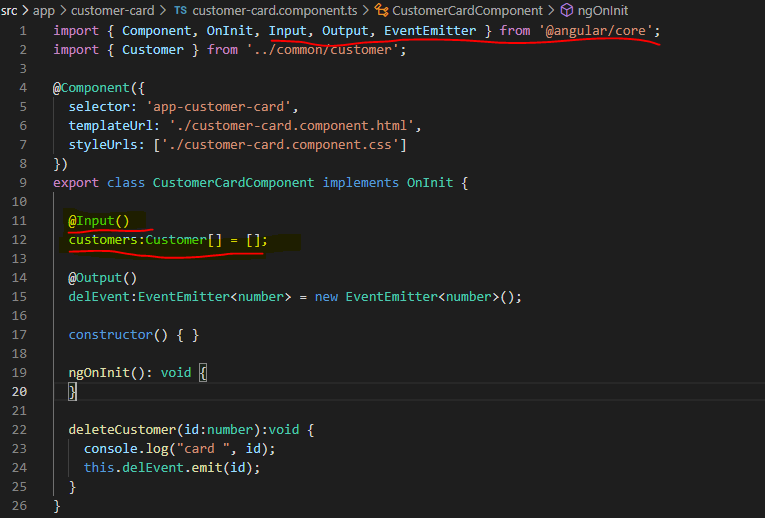 src > app > customer-card > TS customer-card.component.ts > CustomerCardComponent > ngOnInit
1 import { Component, OnInit, Input, Output, EventEmitter } from '@angular/core';
2 import { Customer } from '../common/customer';
3
4 @Component({
5   selector: 'app-customer-card',
6   templateUrl: './customer-card.component.html',
7   styleUrls: ['./customer-card.component.css']
8 })
9 export class CustomerCardComponent implements OnInit {
10
11   @Input()
12   customers:Customer[] = [];
13
14   @Output()
15   delEvent:EventEmitter<number> = new EventEmitter<number>();
16
17   constructor() { }
18
19   ngOnInit(): void {
20   }
21
22   deleteCustomer(id:number):void {
23     console.log("card ", id);
24     this.delEvent.emit(id);
25   }
26 }